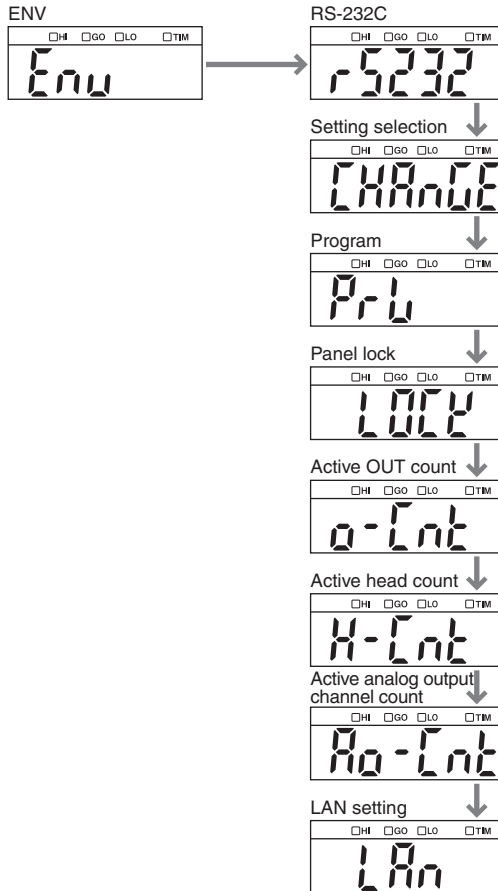 ENV
HI GO LO TIM
Env
RS-232C
HI GO LO TIM
rS232
Setting selection
HI GO LO TIM
CHAnGE
Program
HI GO LO TIM
Panel lock
HI GO LO TIM
LOCK
Active OUT count
HI GO LO TIM
o-Cnt
Active head count
HI GO LO TIM
H-Cnt
Active analog output
channel count
HI GO LO TIM
Ao-Cnt
LAN setting
HI GO LO TIM
LAn